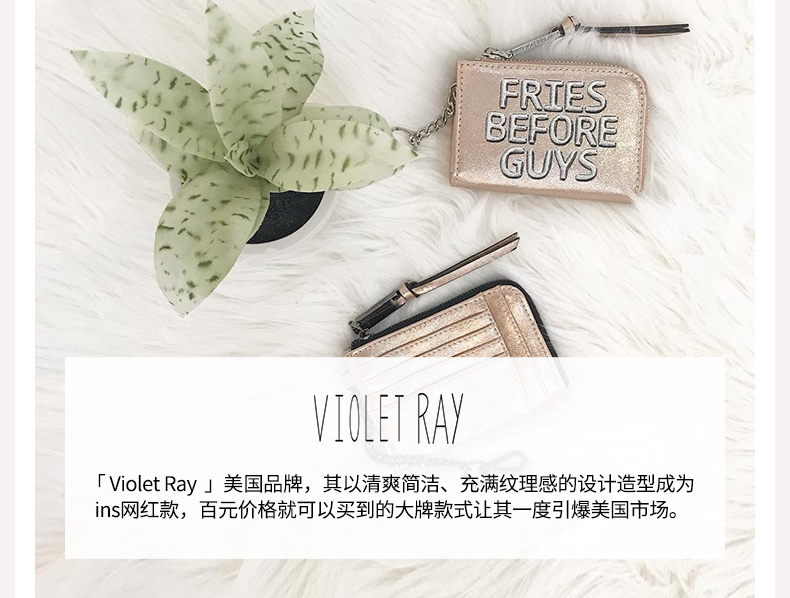 FRIES
BEFORE
GUYS
VIOLET RAY
「 Violet Ray 」美国品牌，其以清爽简洁、充满纹理感的设计造型成为
ins网红款，百元价格就可以买到的大牌款式让其一度引爆美国市场。